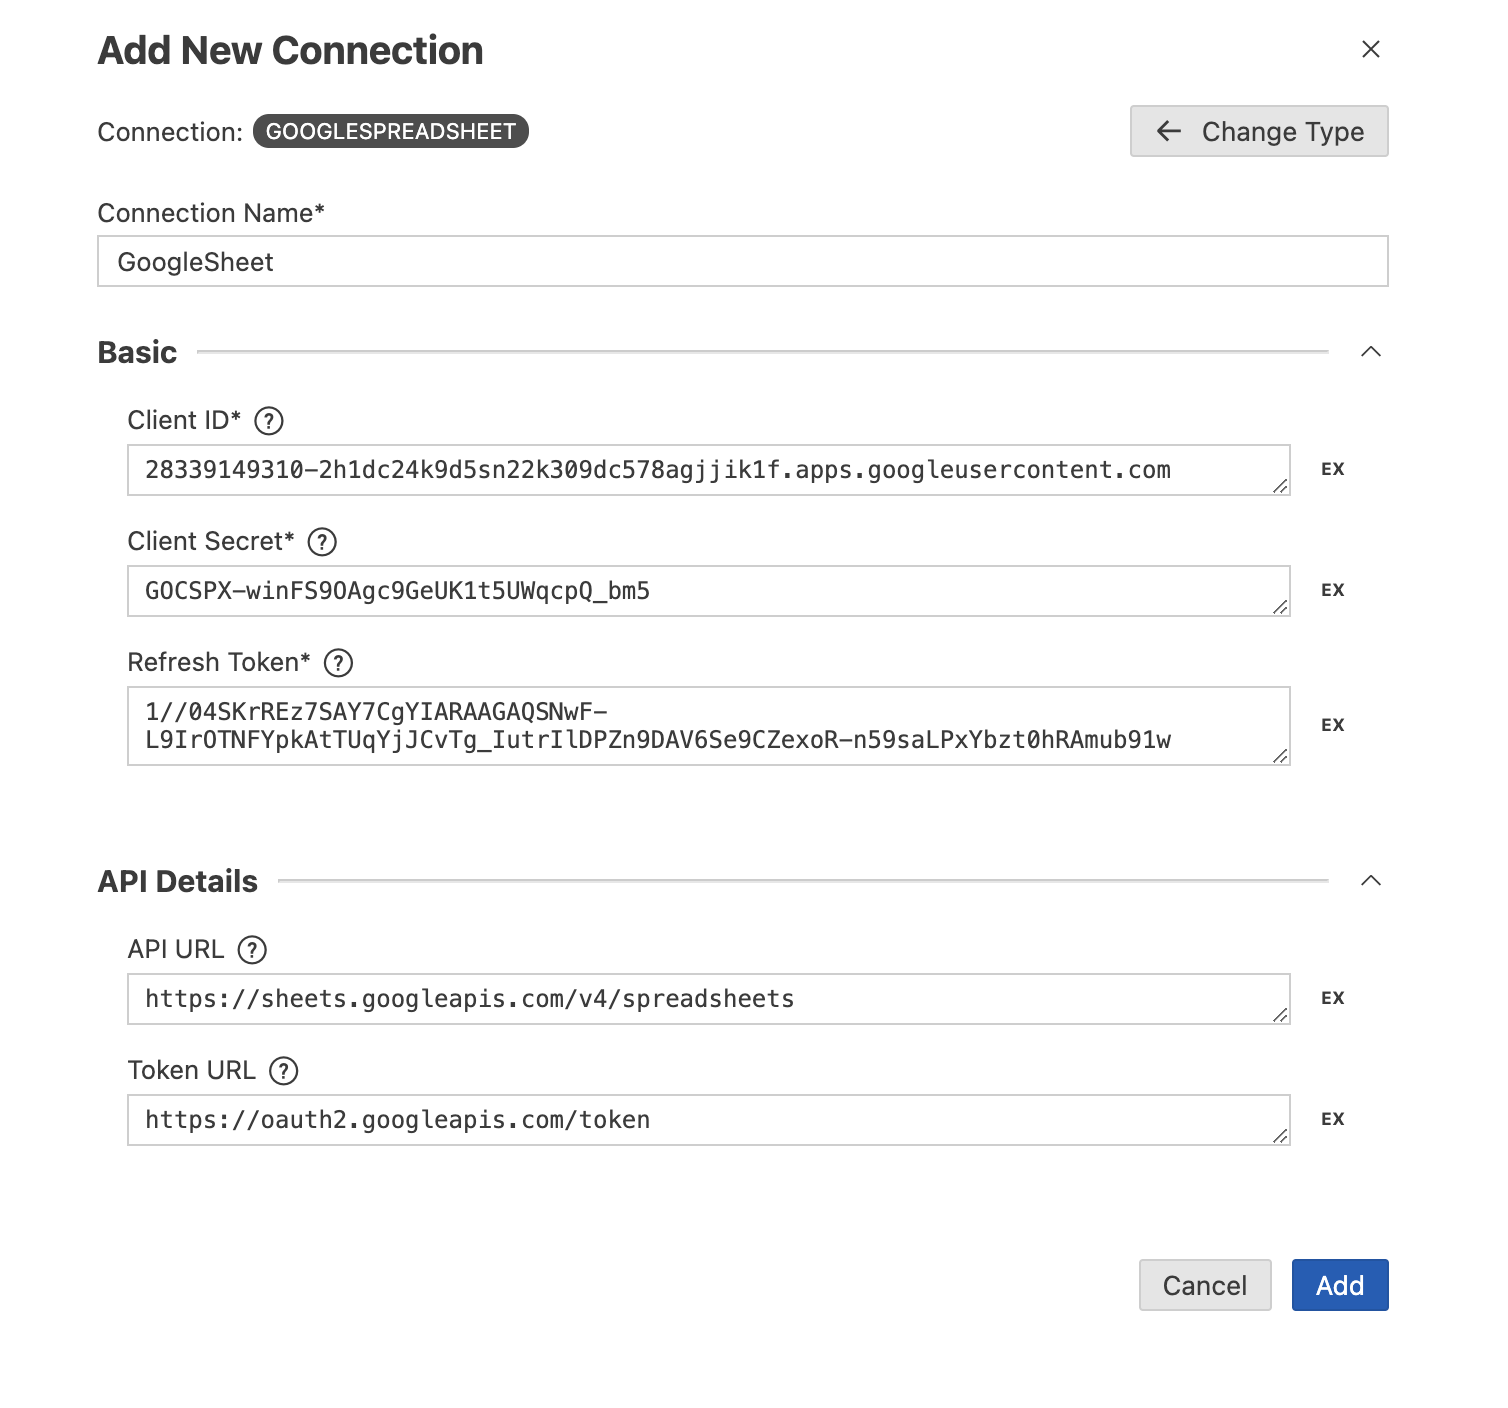 Add New Connection
Connection: GOOGLESPREADSHEET
← Change Type
Connection Name*
GoogleSheet
Basic
Client ID* ?
28339149310-2h1dc24k9d5sn22k309dc578agjjik1f.apps.googleusercontent.com
EX
Client Secret* ?
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
EX
Refresh Token* ?
1//04SKrREz7SAY7CgYIARAAGAQSNwF-
L9IrOTNFYpkAtTUqYjJCvTg_IutrIlDPZn9DAV6Se9CZexoR-n59saLPxYbzt0hRAmub91w
EX
API Details
API URL ?
https://sheets.googleapis.com/v4/spreadsheets
EX
Token URL ?
https://oauth2.googleapis.com/token
EX
Cancel
Add